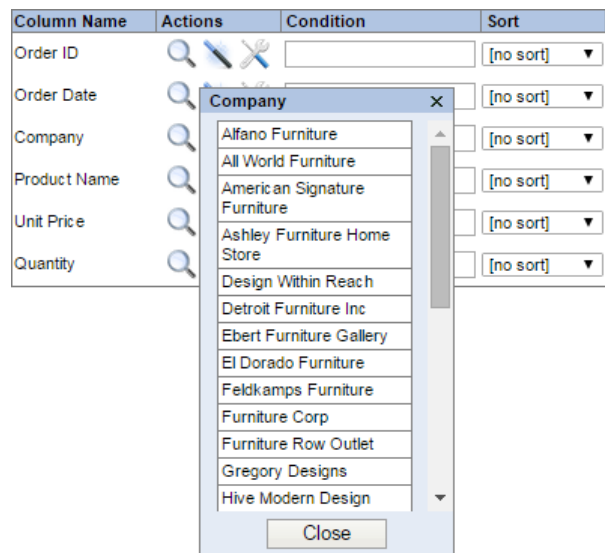 Column Name Actions Condition Sort
Order ID [no sort]
Order Date [no sort]
Company [no sort]
Product Name [no sort]
Unit Price [no sort]
Quantity [no sort]
Company ×
Alfano Furniture
All World Furniture
American Signature
Furniture
Ashley Furniture Home
Store
Design Within Reach
Detroit Furniture Inc
Ebert Furniture Gallery
El Dorado Furniture
Feldkamps Furniture
Furniture Corp
Furniture Row Outlet
Gregory Designs
Hive Modern Design
Close